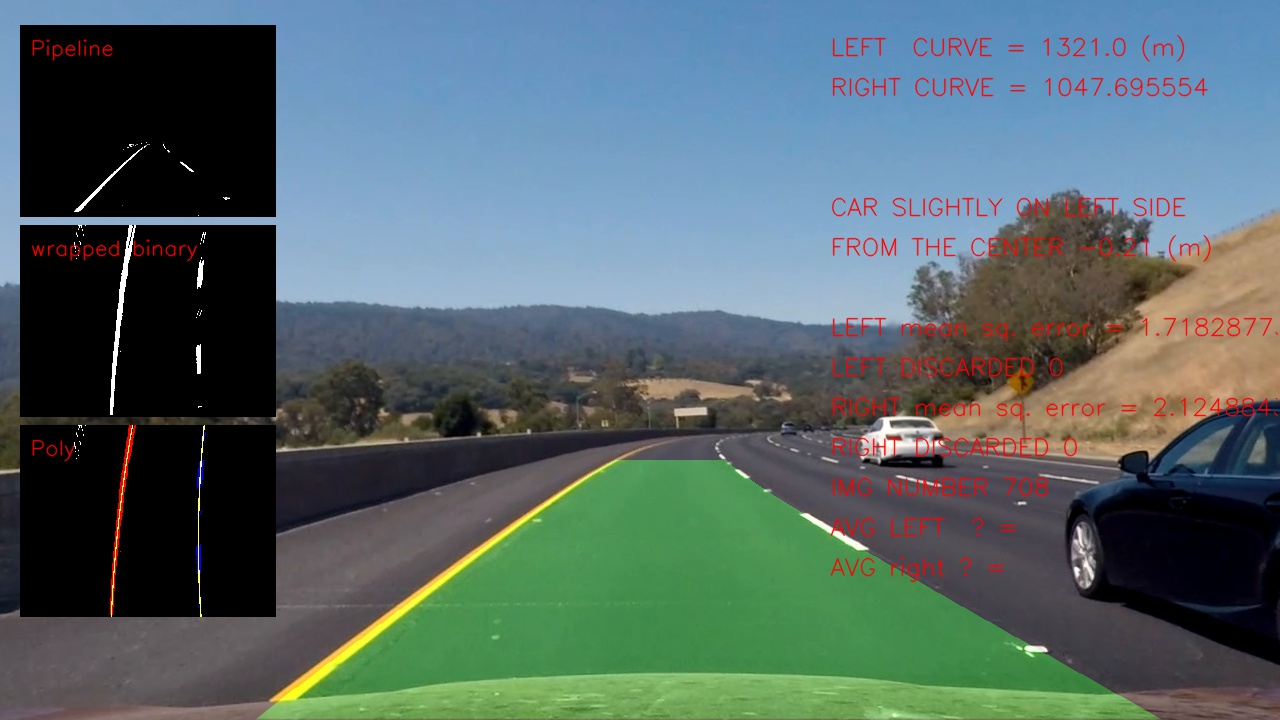 Pipeline
wrapped binary
Poly
LEFT CURVE = 1321.0 (m)
RIGHT CURVE = 1047.695554
CAR SLIGHTLY ON LEFT SIDE
FROM THE CENTER -0.21 (m)
LEFT mean sq. error = 1.7182877
LEFT DISCARDED 0
RIGHT mean sq. error = 2.124884
RIGHT DISCARDED 0
IMG NUMBER 708
AVG LEFT ? =
AVG right ? =